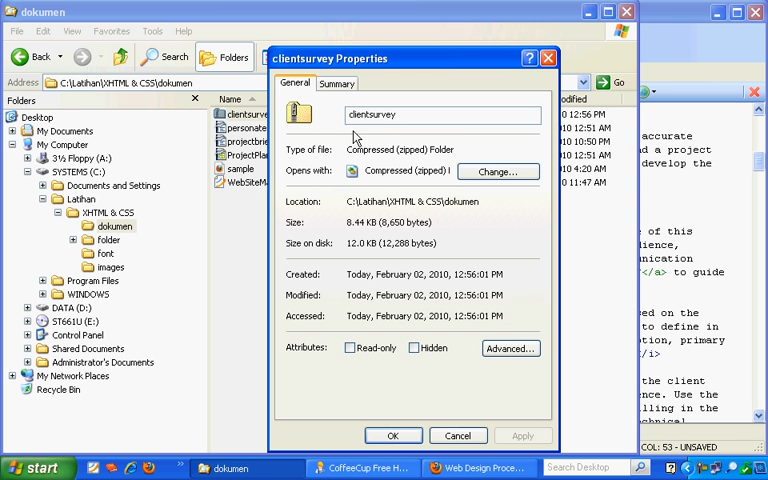 dokumen
File Edit View Favorites Tools Help
Back Search Folders
Address C:\Latihan\XHTML & CSS\dokumen Go
Folders
Desktop
My Documents
My Computer
3½ Floppy (A:)
SYSTEMS (C:)
Documents and Settings
Latihan
XHTML & CSS
dokumen
folder
font
images
Program Files
WINDOWS
DATA (D:)
ST661U (E:)
Control Panel
Shared Documents
Administrator's Documents
My Network Places
Recycle Bin
Name
clientsurve
personate
projectbrie
ProjectPlar
sample
WebSiteM
clientsurvey Properties
General Summary
clientsurvey
Type of file: Compressed (zipped) Folder
Opens with: Compressed (zipped) Change...
Location: C:\Latihan\XHTML & CSS\dokumen
Size: 8.44 KB (8,650 bytes)
Size on disk: 12.0 KB (12,288 bytes)
Created: Today, February 02, 2010, 12:56:01 PM
Modified: Today, February 02, 2010, 12:56:01 PM
Accessed: Today, February 02, 2010, 12:56:01 PM
Attributes: Read-only Hidden Advanced...
OK Cancel Apply
odified
10 12:56 PM
10 12:51 AM
10 10:50 PM
10 12:51 AM
10 4:20 AM
10 11:47 AM
accurate
nd a project
develop the
e of this
dience,
unication
"</a> to guide
sed on the
to define in
ption, primary
</i>
the client
ence. Use the
lling in the
chnical
COL: 53 - UNSAVED
start dokumen CoffeeCup Free H... Web Design Proce... Search Desktop 12:56 PM